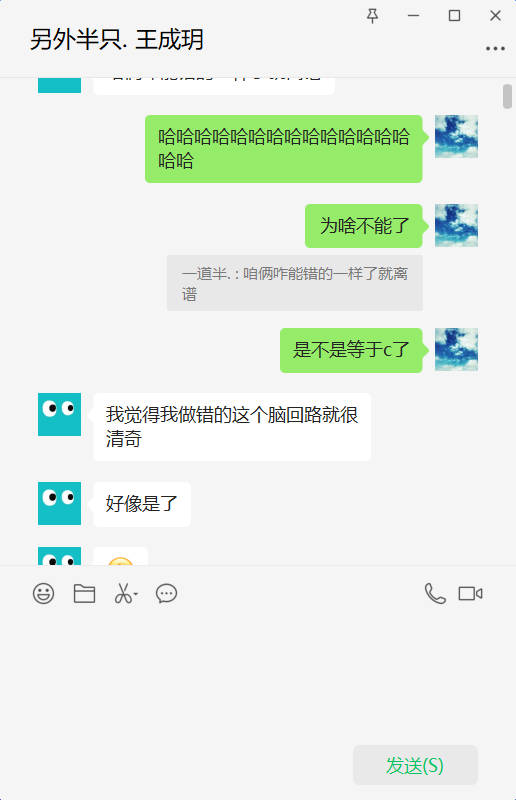 另外半只. 王成玥
哈哈哈哈哈哈哈哈哈哈哈哈哈哈
哈哈
为啥不能了
一道半. : 咱俩咋能错的一样了就离
谱
是不是等于c了
我觉得我做错的这个脑回路就很
清奇
好像是了
发送(S)